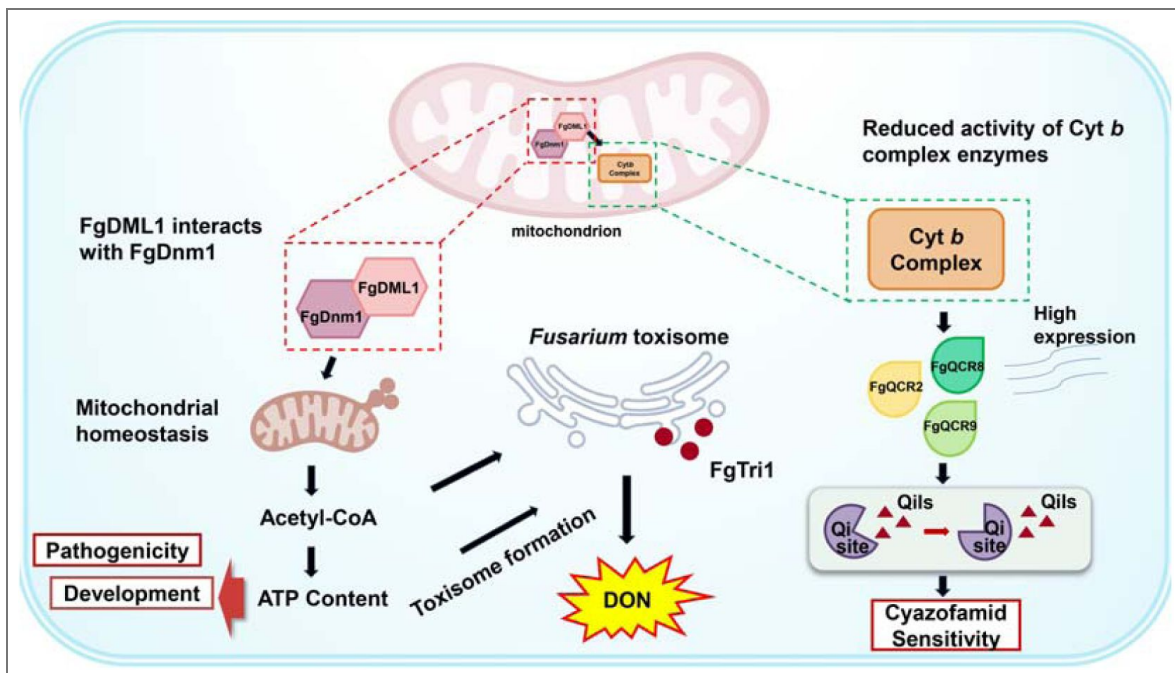 FgDML1
FgDnm1
Cytb
Complex
mitochondrion
Reduced activity of Cyt b
complex enzymes
FgDML1 interacts
with FgDnm1
FgDML1
FgDnm1
Cyt b
Complex
Fusarium toxisome
High
expression
FgQCR8
FgQCR2
FgQCR9
Mitochondrial
homeostasis
FgTri1
Acetyl-CoA
QiIs
QiIs
Qi
site
Qi
site
Pathogenicity
Development
ATP Content
Toxisome formation
DON
Cyazofamid
Sensitivity